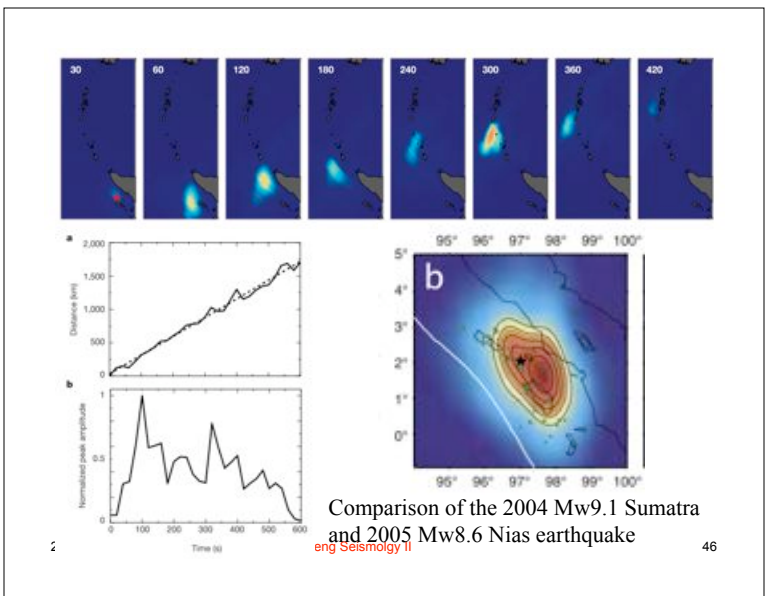 30 60 120 180 240 300 360 420
a
2,000
1,500
1,000
500
0
Distance (km)
b
1
0.5
0
Normalized peak amplitude
0 100 200 300 400 500 600
Time (s)
95° 96° 97° 98° 99° 100°
5°
4°
3°
2°
1°
0°
b
95° 96° 97° 98° 99° 100°
Comparison of the 2004 Mw9.1 Sumatra
and 2005 Mw8.6 Nias earthquake
eng Seismolgy II
46